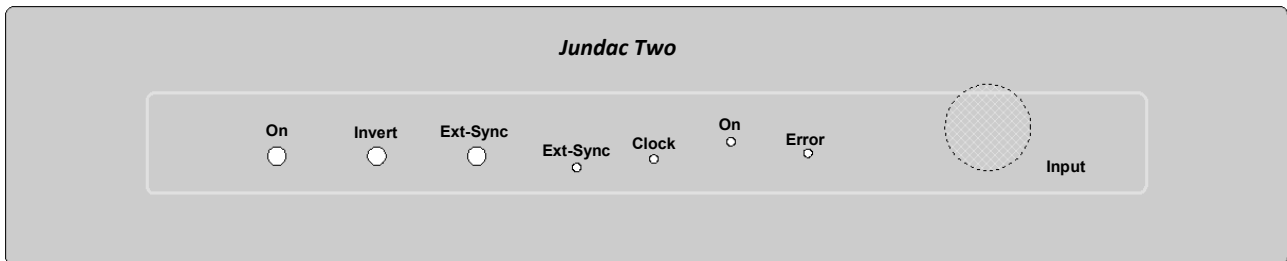 Jundac Two
On
Invert
Ext-Sync
Ext-Sync
Clock
On
Error
Input